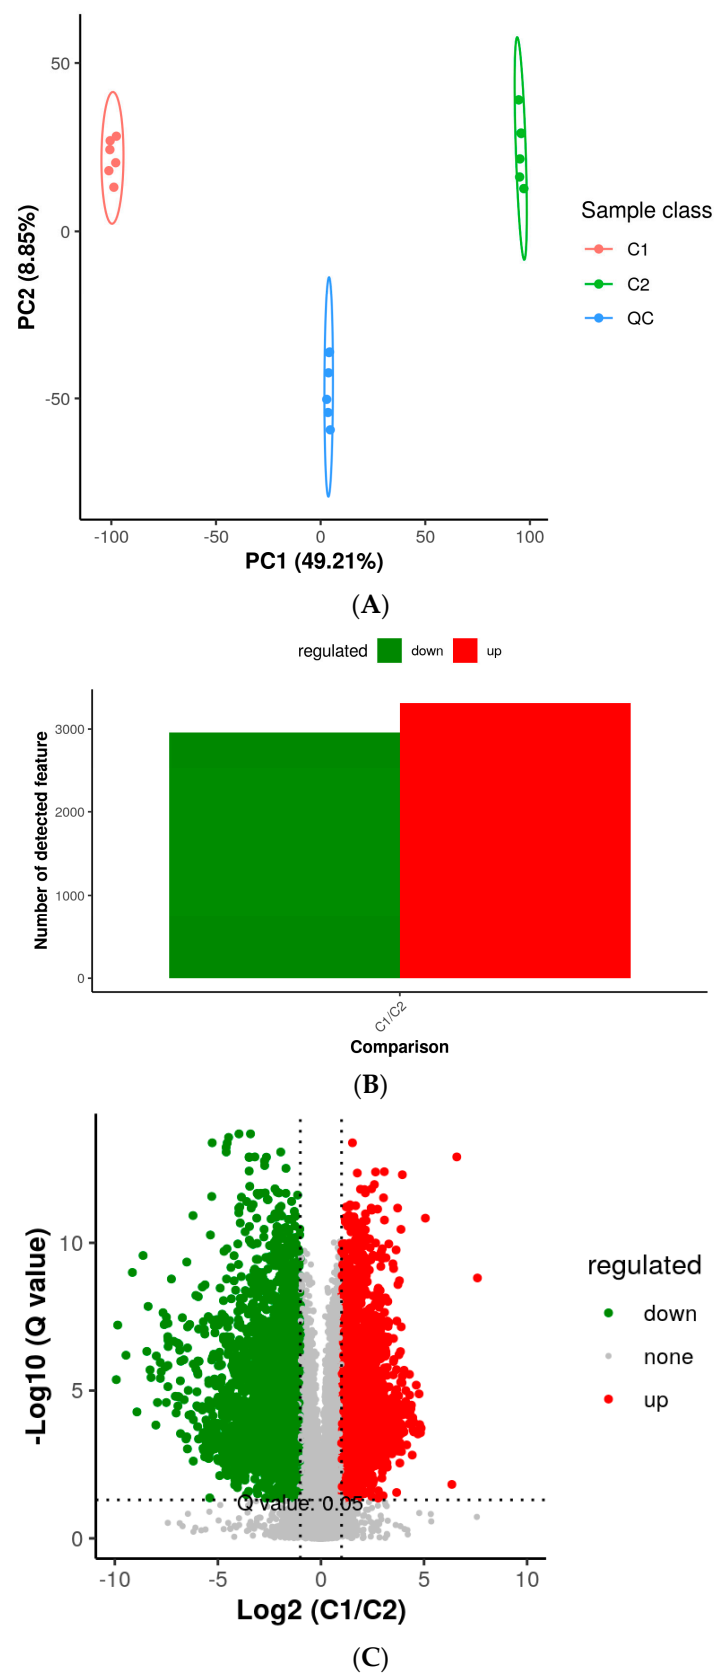 50
0
-50
PC2 (8.85%)
Sample class
C1
C2
QC
-100 -50 0 50 100
PC1 (49.21%)
(A)
regulated down up
3000
2000
1000
0
Number of detected feature
C1/C2
Comparison
(B)
10
5
0
-Log10 (Q value)
regulated
down
none
up
Q value: 0.05
-10 -5 0 5 10
Log2 (C1/C2)
(C)